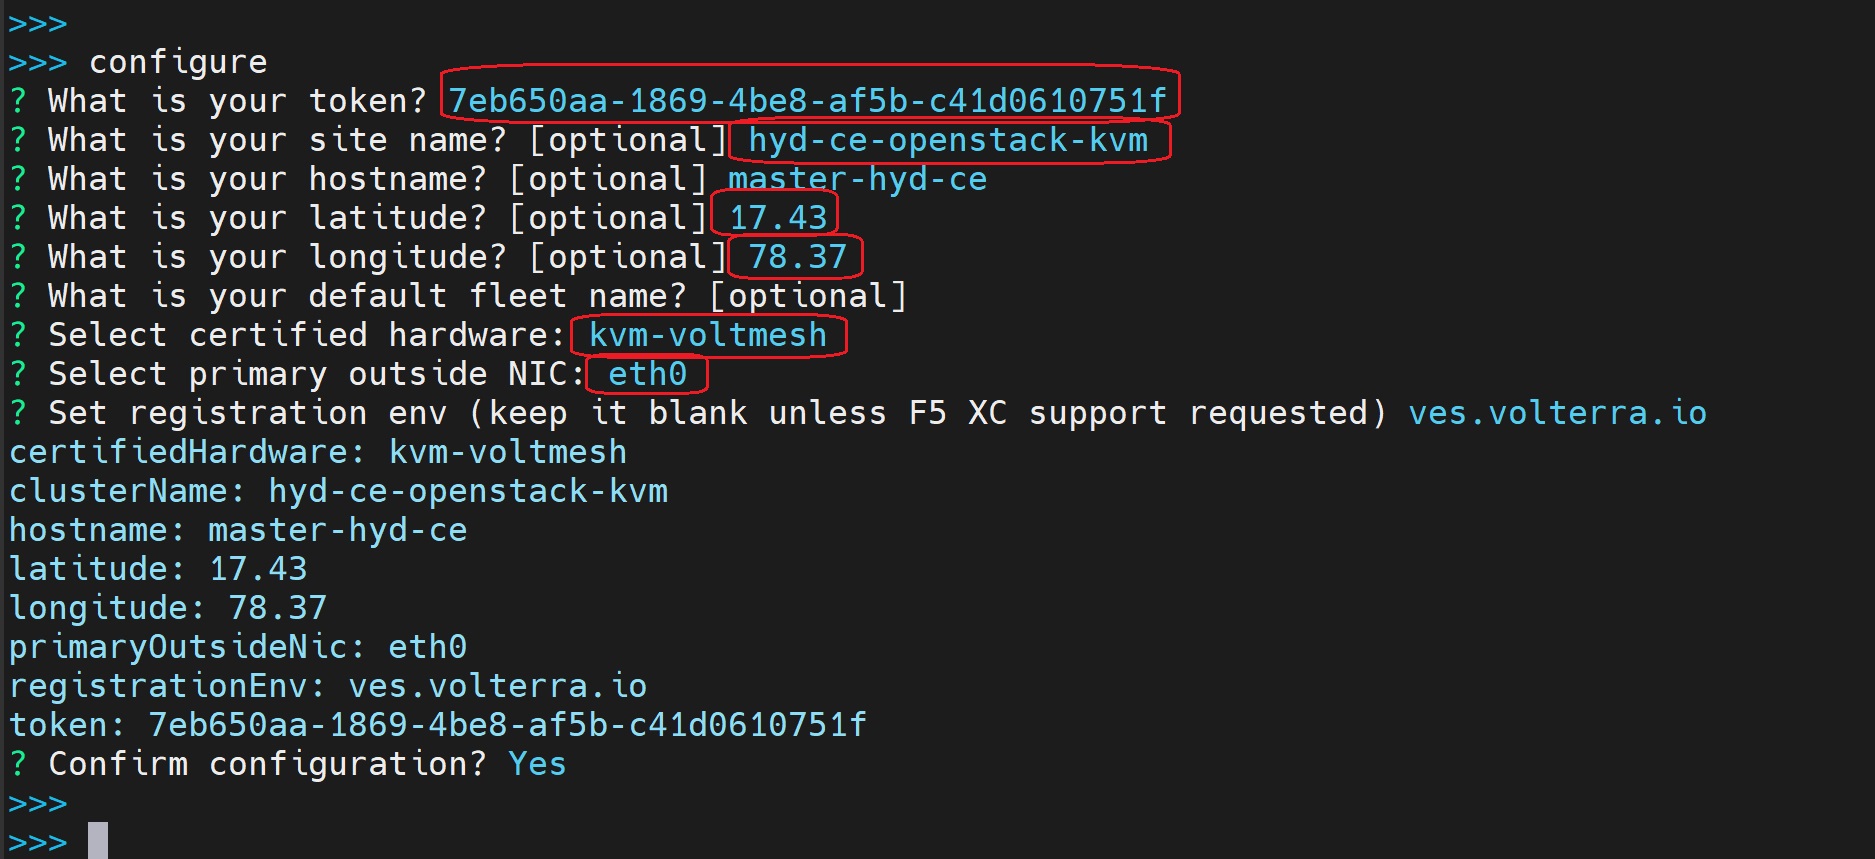 >>>
>>> configure
? What is your token? 7eb650aa-1869-4be8-af5b-c41d0610751f
? What is your site name? [optional] hyd-ce-openstack-kvm
? What is your hostname? [optional] master-hyd-ce
? What is your latitude? [optional] 17.43
? What is your longitude? [optional] 78.37
? What is your default fleet name? [optional]
? Select certified hardware: kvm-voltmesh
? Select primary outside NIC: eth0
? Set registration env (keep it blank unless F5 XC support requested) ves.volterra.io
certifiedHardware: kvm-voltmesh
clusterName: hyd-ce-openstack-kvm
hostname: master-hyd-ce
latitude: 17.43
longitude: 78.37
primaryOutsideNic: eth0
registrationEnv: ves.volterra.io
token: 7eb650aa-1869-4be8-af5b-c41d0610751f
? Confirm configuration? Yes
>>>
>>>